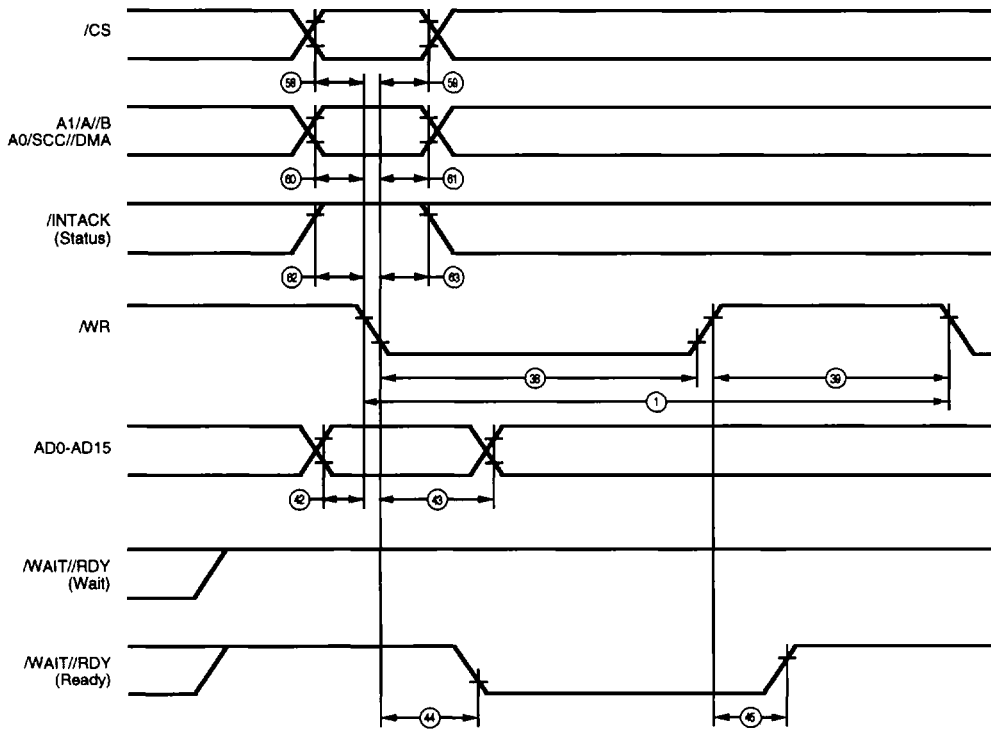 /CS
58
59
A1/A//B
A0/SCC//DMA
60
61
/INTACK
(Status)
62
63
/WR
38
39
1
AD0-AD15
42
43
/WAIT//RDY
(Wait)
/WAIT//RDY
(Ready)
44
45